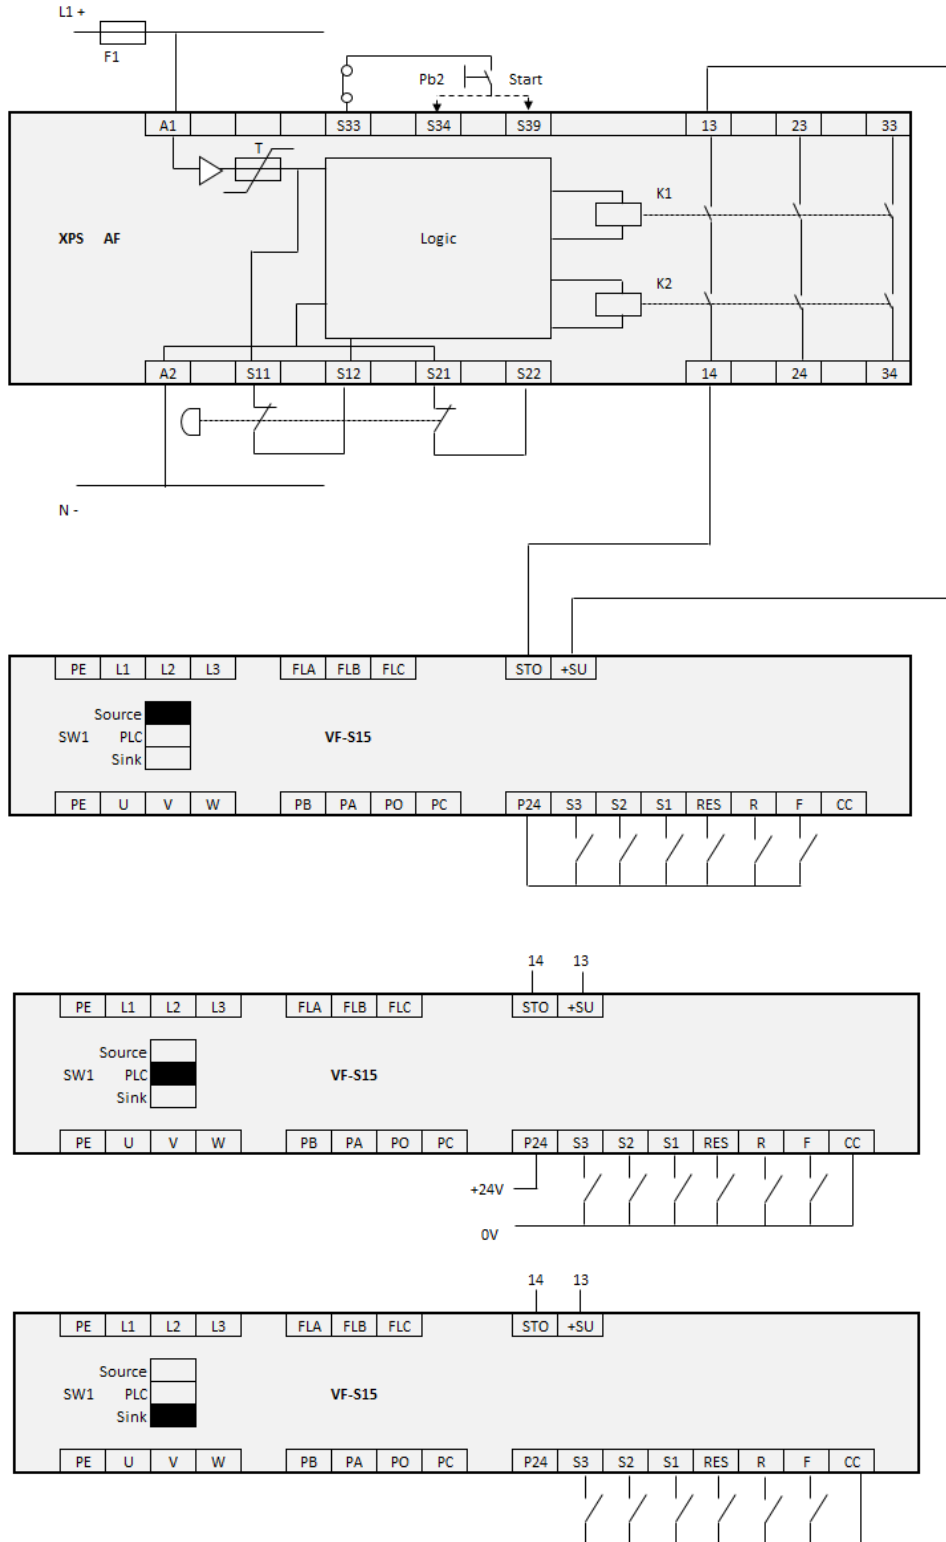 L1 +
F1
Pb2 Start
A1 S33 S34 S39 13 23 33
T
K1
XPS AF Logic
K2
A2 S11 S12 S21 S22 14 24 34
N -
PE L1 L2 L3 FLA FLB FLC STO +SU
Source
SW1 PLC VF-S15
Sink
PE U V W PB PA PO PC P24 S3 S2 S1 RES R F CC
14 13
PE L1 L2 L3 FLA FLB FLC STO +SU
Source
SW1 PLC VF-S15
Sink
PE U V W PB PA PO PC P24 S3 S2 S1 RES R F CC
+24V
0V
14 13
PE L1 L2 L3 FLA FLB FLC STO +SU
Source
SW1 PLC VF-S15
Sink
PE U V W PB PA PO PC P24 S3 S2 S1 RES R F CC